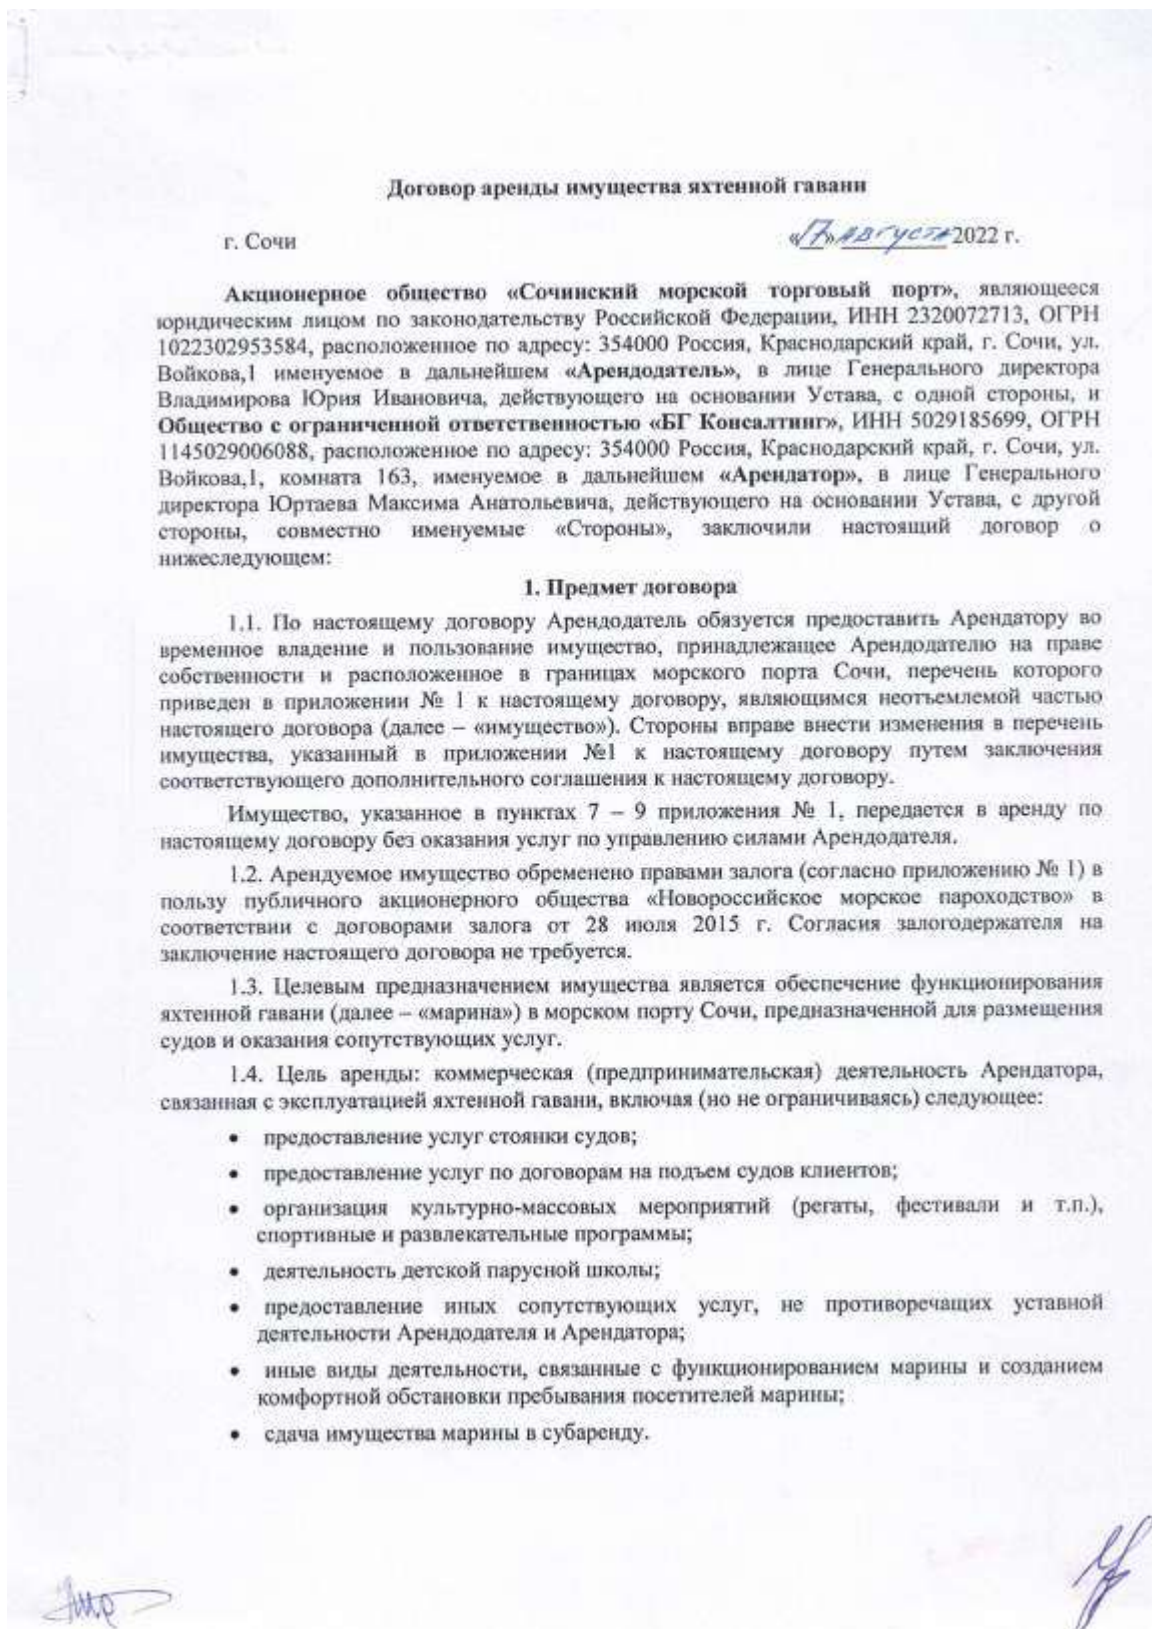 Договор аренды имущества яхтенной гавани
г. Сочи «17» августа 2022 г.
Акционерное общество «Сочинский морской торговый порт», являющееся
юридическим лицом по законодательству Российской Федерации, ИНН 2320072713, ОГРН
1022302953584, расположенное по адресу: 354000 Россия, Краснодарский край, г. Сочи, ул.
Войкова,1 именуемое в дальнейшем «Арендодатель», в лице Генерального директора
Владимирова Юрия Ивановича, действующего на основании Устава, с одной стороны, и
Общество с ограниченной ответственностью «БГ Консалтинг», ИНН 5029185699, ОГРН
1145029006088, расположенное по адресу: 354000 Россия, Краснодарский край, г. Сочи, ул.
Войкова,1, комната 163, именуемое в дальнейшем «Арендатор», в лице Генерального
директора Юртаева Максима Анатольевича, действующего на основании Устава, с другой
стороны, совместно именуемые «Стороны», заключили настоящий договор о
нижеследующем:
1. Предмет договора
1.1. По настоящему договору Арендодатель обязуется предоставить Арендатору во
временное владение и пользование имущество, принадлежащее Арендодателю на праве
собственности и расположенное в границах морского порта Сочи, перечень которого
приведен в приложении № 1 к настоящему договору, являющимся неотъемлемой частью
настоящего договора (далее – «имущество»). Стороны вправе внести изменения в перечень
имущества, указанный в приложении №1 к настоящему договору путем заключения
соответствующего дополнительного соглашения к настоящему договору.
Имущество, указанное в пунктах 7 – 9 приложения № 1, передается в аренду по
настоящему договору без оказания услуг по управлению силами Арендодателя.
1.2. Арендуемое имущество обременено правами залога (согласно приложению № 1) в
пользу публичного акционерного общества «Новороссийское морское пароходство» в
соответствии с договорами залога от 28 июля 2015 г. Согласия залогодержателя на
заключение настоящего договора не требуется.
1.3. Целевым предназначением имущества является обеспечение функционирования
яхтенной гавани (далее – «марина») в морском порту Сочи, предназначенной для размещения
судов и оказания сопутствующих услуг.
1.4. Цель аренды: коммерческая (предпринимательская) деятельность Арендатора,
связанная с эксплуатацией яхтенной гавани, включая (но не ограничиваясь) следующее:
• предоставление услуг стоянки судов;
• предоставление услуг по договорам на подъем судов клиентов;
• организация культурно-массовых мероприятий (регаты, фестивали и т.п.),
спортивные и развлекательные программы;
• деятельность детской парусной школы;
• предоставление иных сопутствующих услуг, не противоречащих уставной
деятельности Арендодателя и Арендатора;
• иные виды деятельности, связанные с функционированием марины и созданием
комфортной обстановки пребывания посетителей марины;
• сдача имущества марины в субаренду.